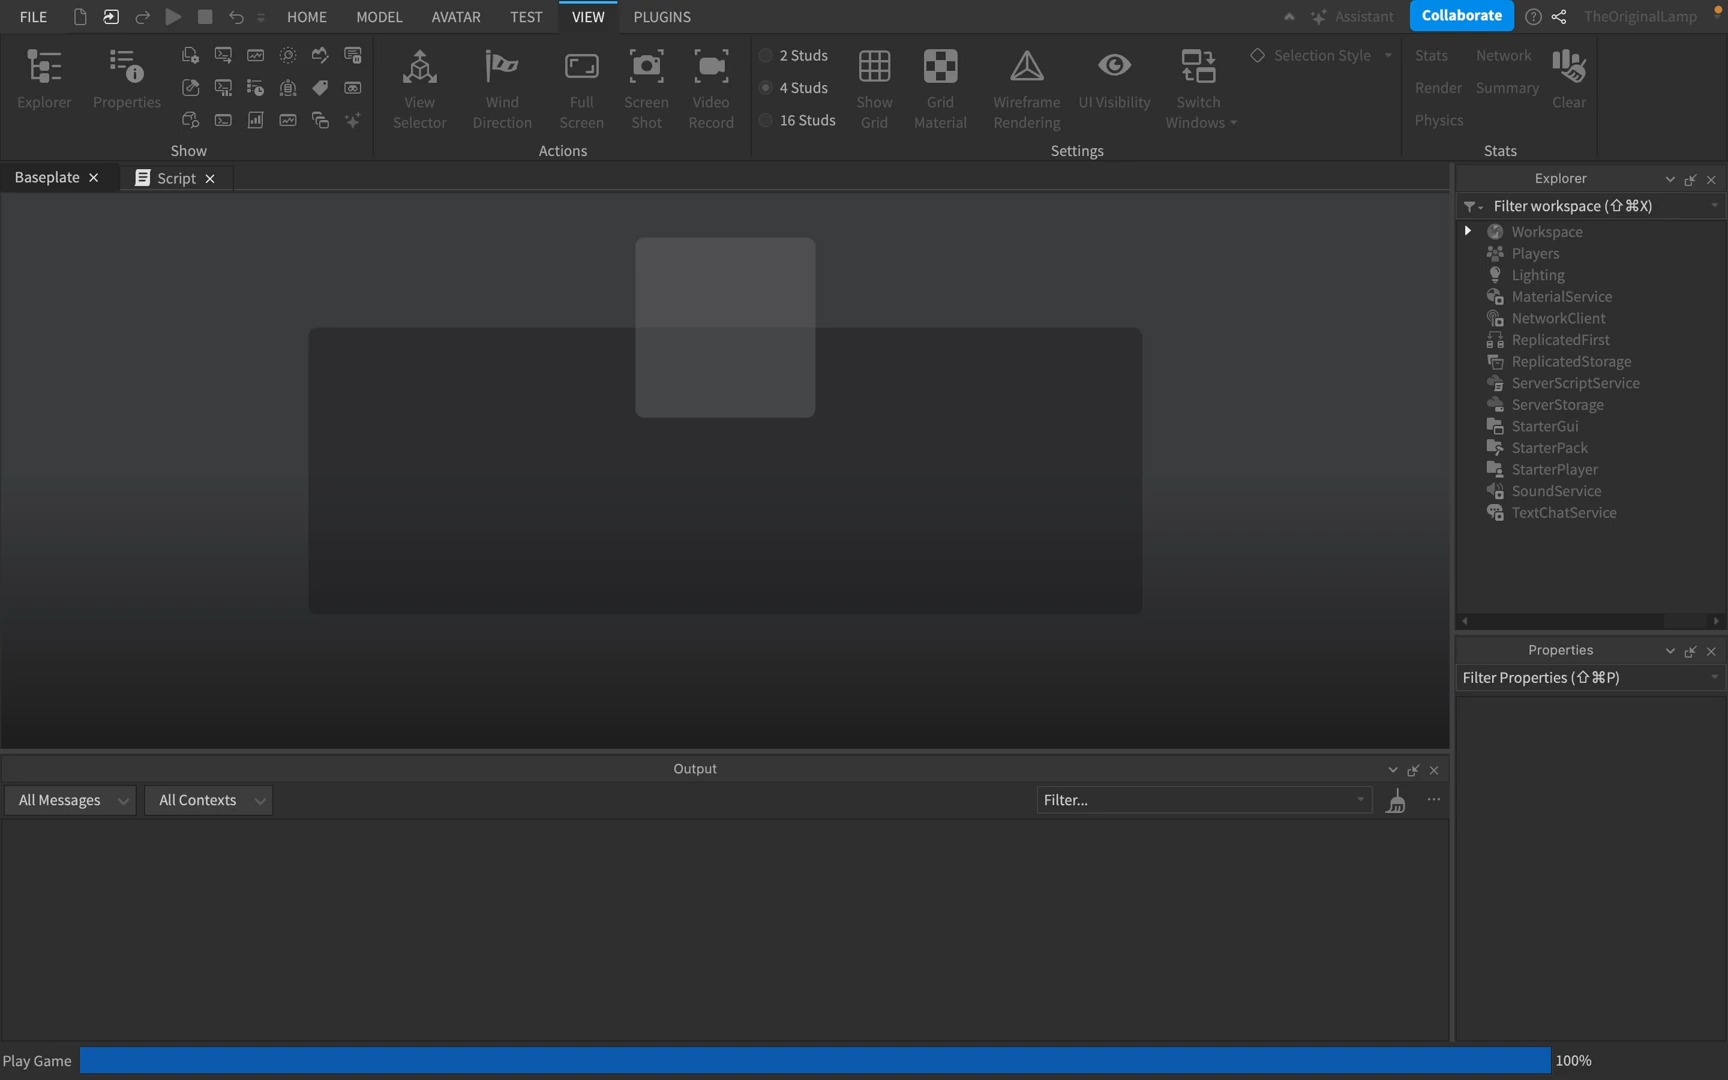 FILE HOME MODEL AVATAR TEST VIEW PLUGINS Assistant Collaborate TheOriginalLamp
Explorer
Properties
Show
View
Selector
Wind
Direction
Full
Screen
Screen
Shot
Video
Record
Actions
2 Studs
4 Studs
16 Studs
Show
Grid
Grid
Material
Wireframe
Rendering
UI Visibility
Switch
Windows
Selection Style
Settings
Stats Network
Render Summary
Physics
Clear
Stats
Baseplate
Script
Explorer
Filter workspace (⇧⌘X)
Workspace
Players
Lighting
MaterialService
NetworkClient
ReplicatedFirst
ReplicatedStorage
ServerScriptService
ServerStorage
StarterGui
StarterPack
StarterPlayer
SoundService
TextChatService
Properties
Filter Properties (⇧⌘P)
Output
All Messages All Contexts Filter...
Play Game 100%